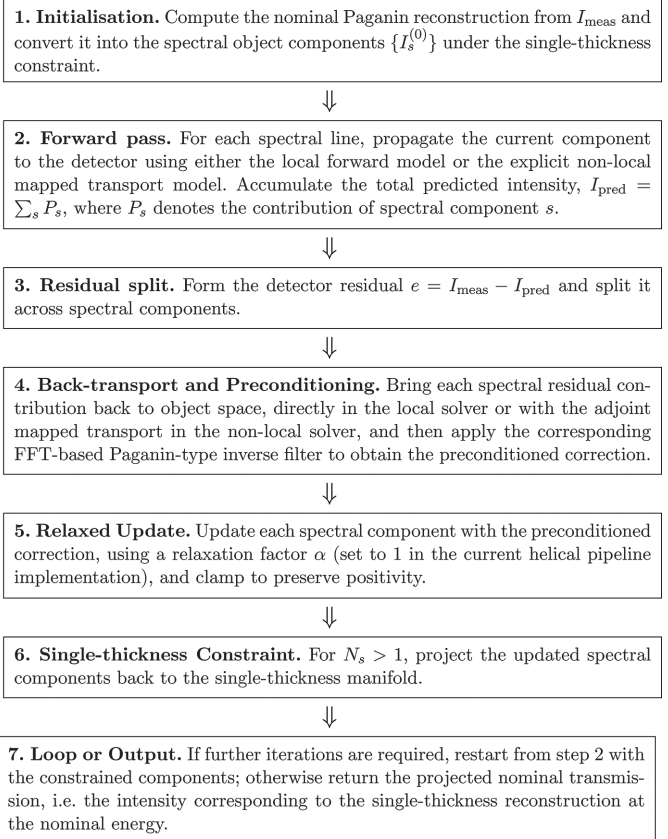 1. Initialisation. Compute the nominal Paganin reconstruction from I_meas and
convert it into the spectral object components {I_s^(0)} under the single-thickness
constraint.
⇓
2. Forward pass. For each spectral line, propagate the current component
to the detector using either the local forward model or the explicit non-local
mapped transport model. Accumulate the total predicted intensity, I_pred =
∑_s P_s, where P_s denotes the contribution of spectral component s.
⇓
3. Residual split. Form the detector residual e = I_meas − I_pred and split it
across spectral components.
⇓
4. Back-transport and Preconditioning. Bring each spectral residual con-
tribution back to object space, directly in the local solver or with the adjoint
mapped transport in the non-local solver, and then apply the corresponding
FFT-based Paganin-type inverse filter to obtain the preconditioned correction.
⇓
5. Relaxed Update. Update each spectral component with the preconditioned
correction, using a relaxation factor α (set to 1 in the current helical pipeline
implementation), and clamp to preserve positivity.
⇓
6. Single-thickness Constraint. For N_s > 1, project the updated spectral
components back to the single-thickness manifold.
⇓
7. Loop or Output. If further iterations are required, restart from step 2 with
the constrained components; otherwise return the projected nominal transmis-
sion, i.e. the intensity corresponding to the single-thickness reconstruction at
the nominal energy.